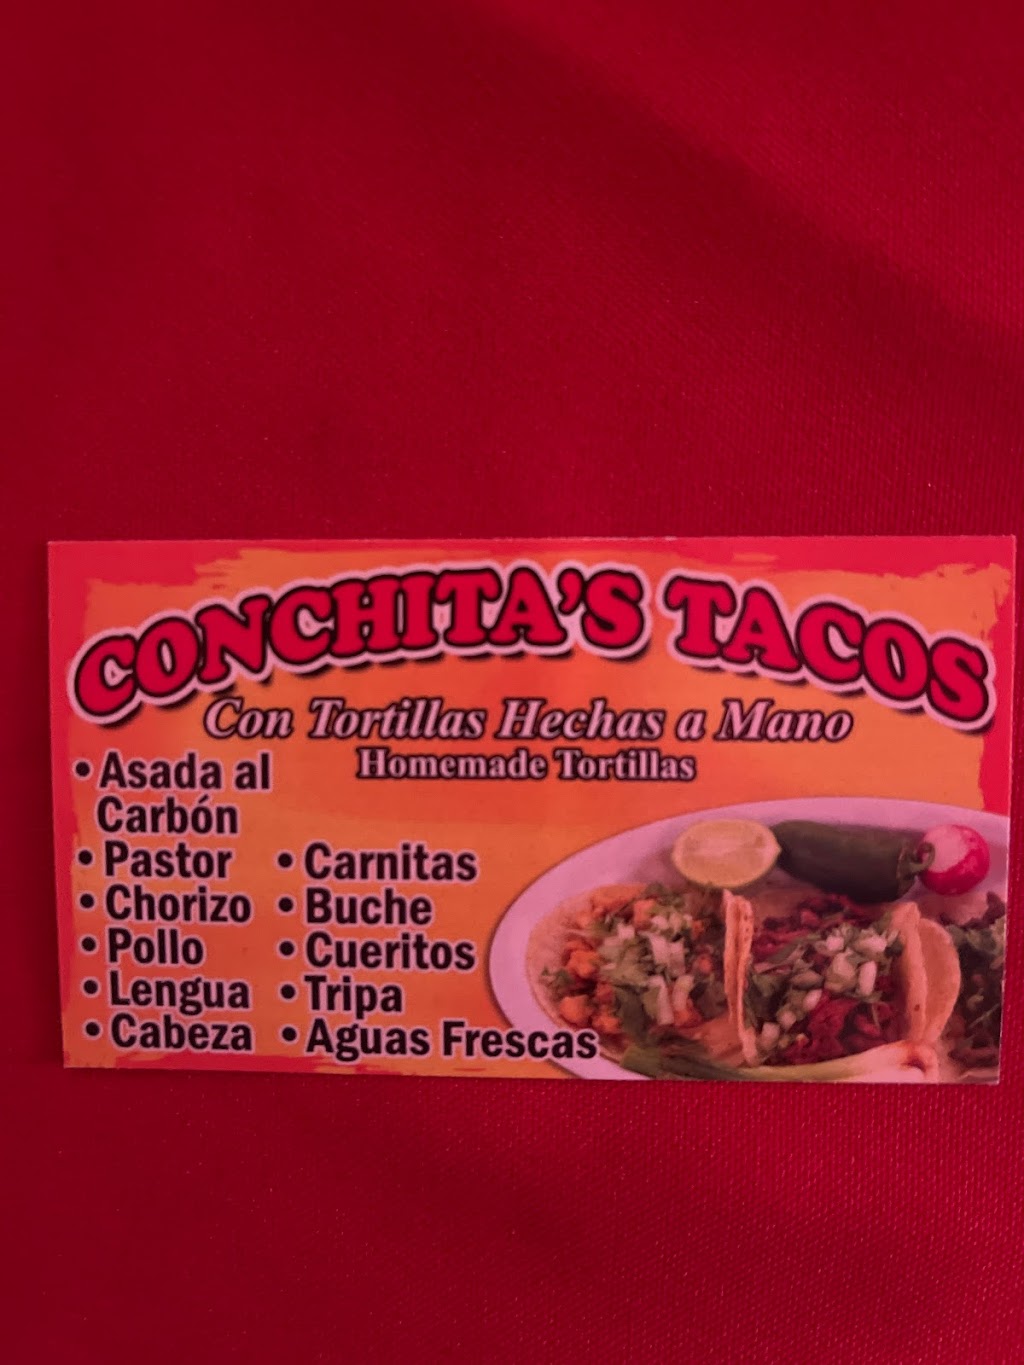 CONCHITA'S TACOS
Con Tortillas Hechas a Mano
Homemade Tortillas
• Asada al
Carbón
• Pastor
• Chorizo
• Pollo
• Lengua
• Cabeza
• Carnitas
• Buche
• Cueritos
• Tripa
• Aguas Frescas